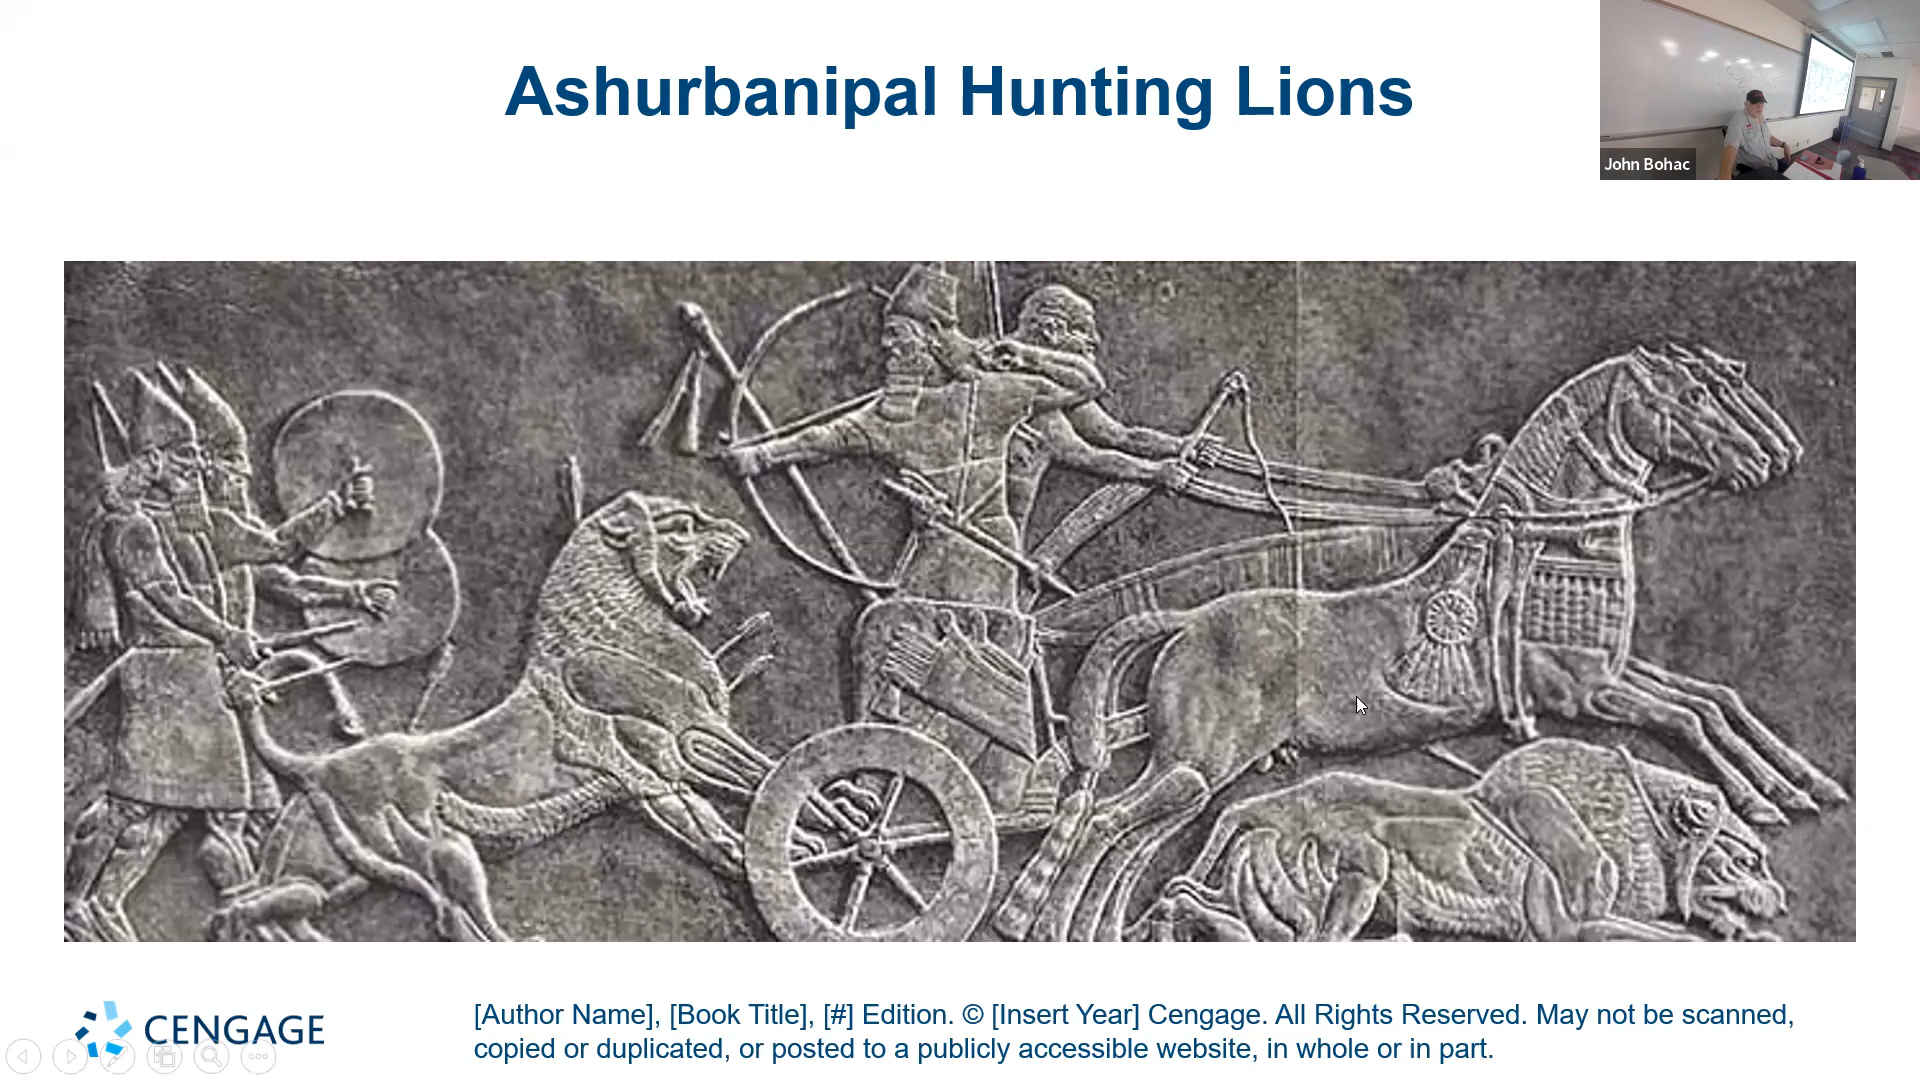 Ashurbanipal Hunting Lions
John Bohac
CENGAGE
[Author Name], [Book Title], [#] Edition. © [Insert Year] Cengage. All Rights Reserved. May not be scanned,
copied or duplicated, or posted to a publicly accessible website, in whole or in part.